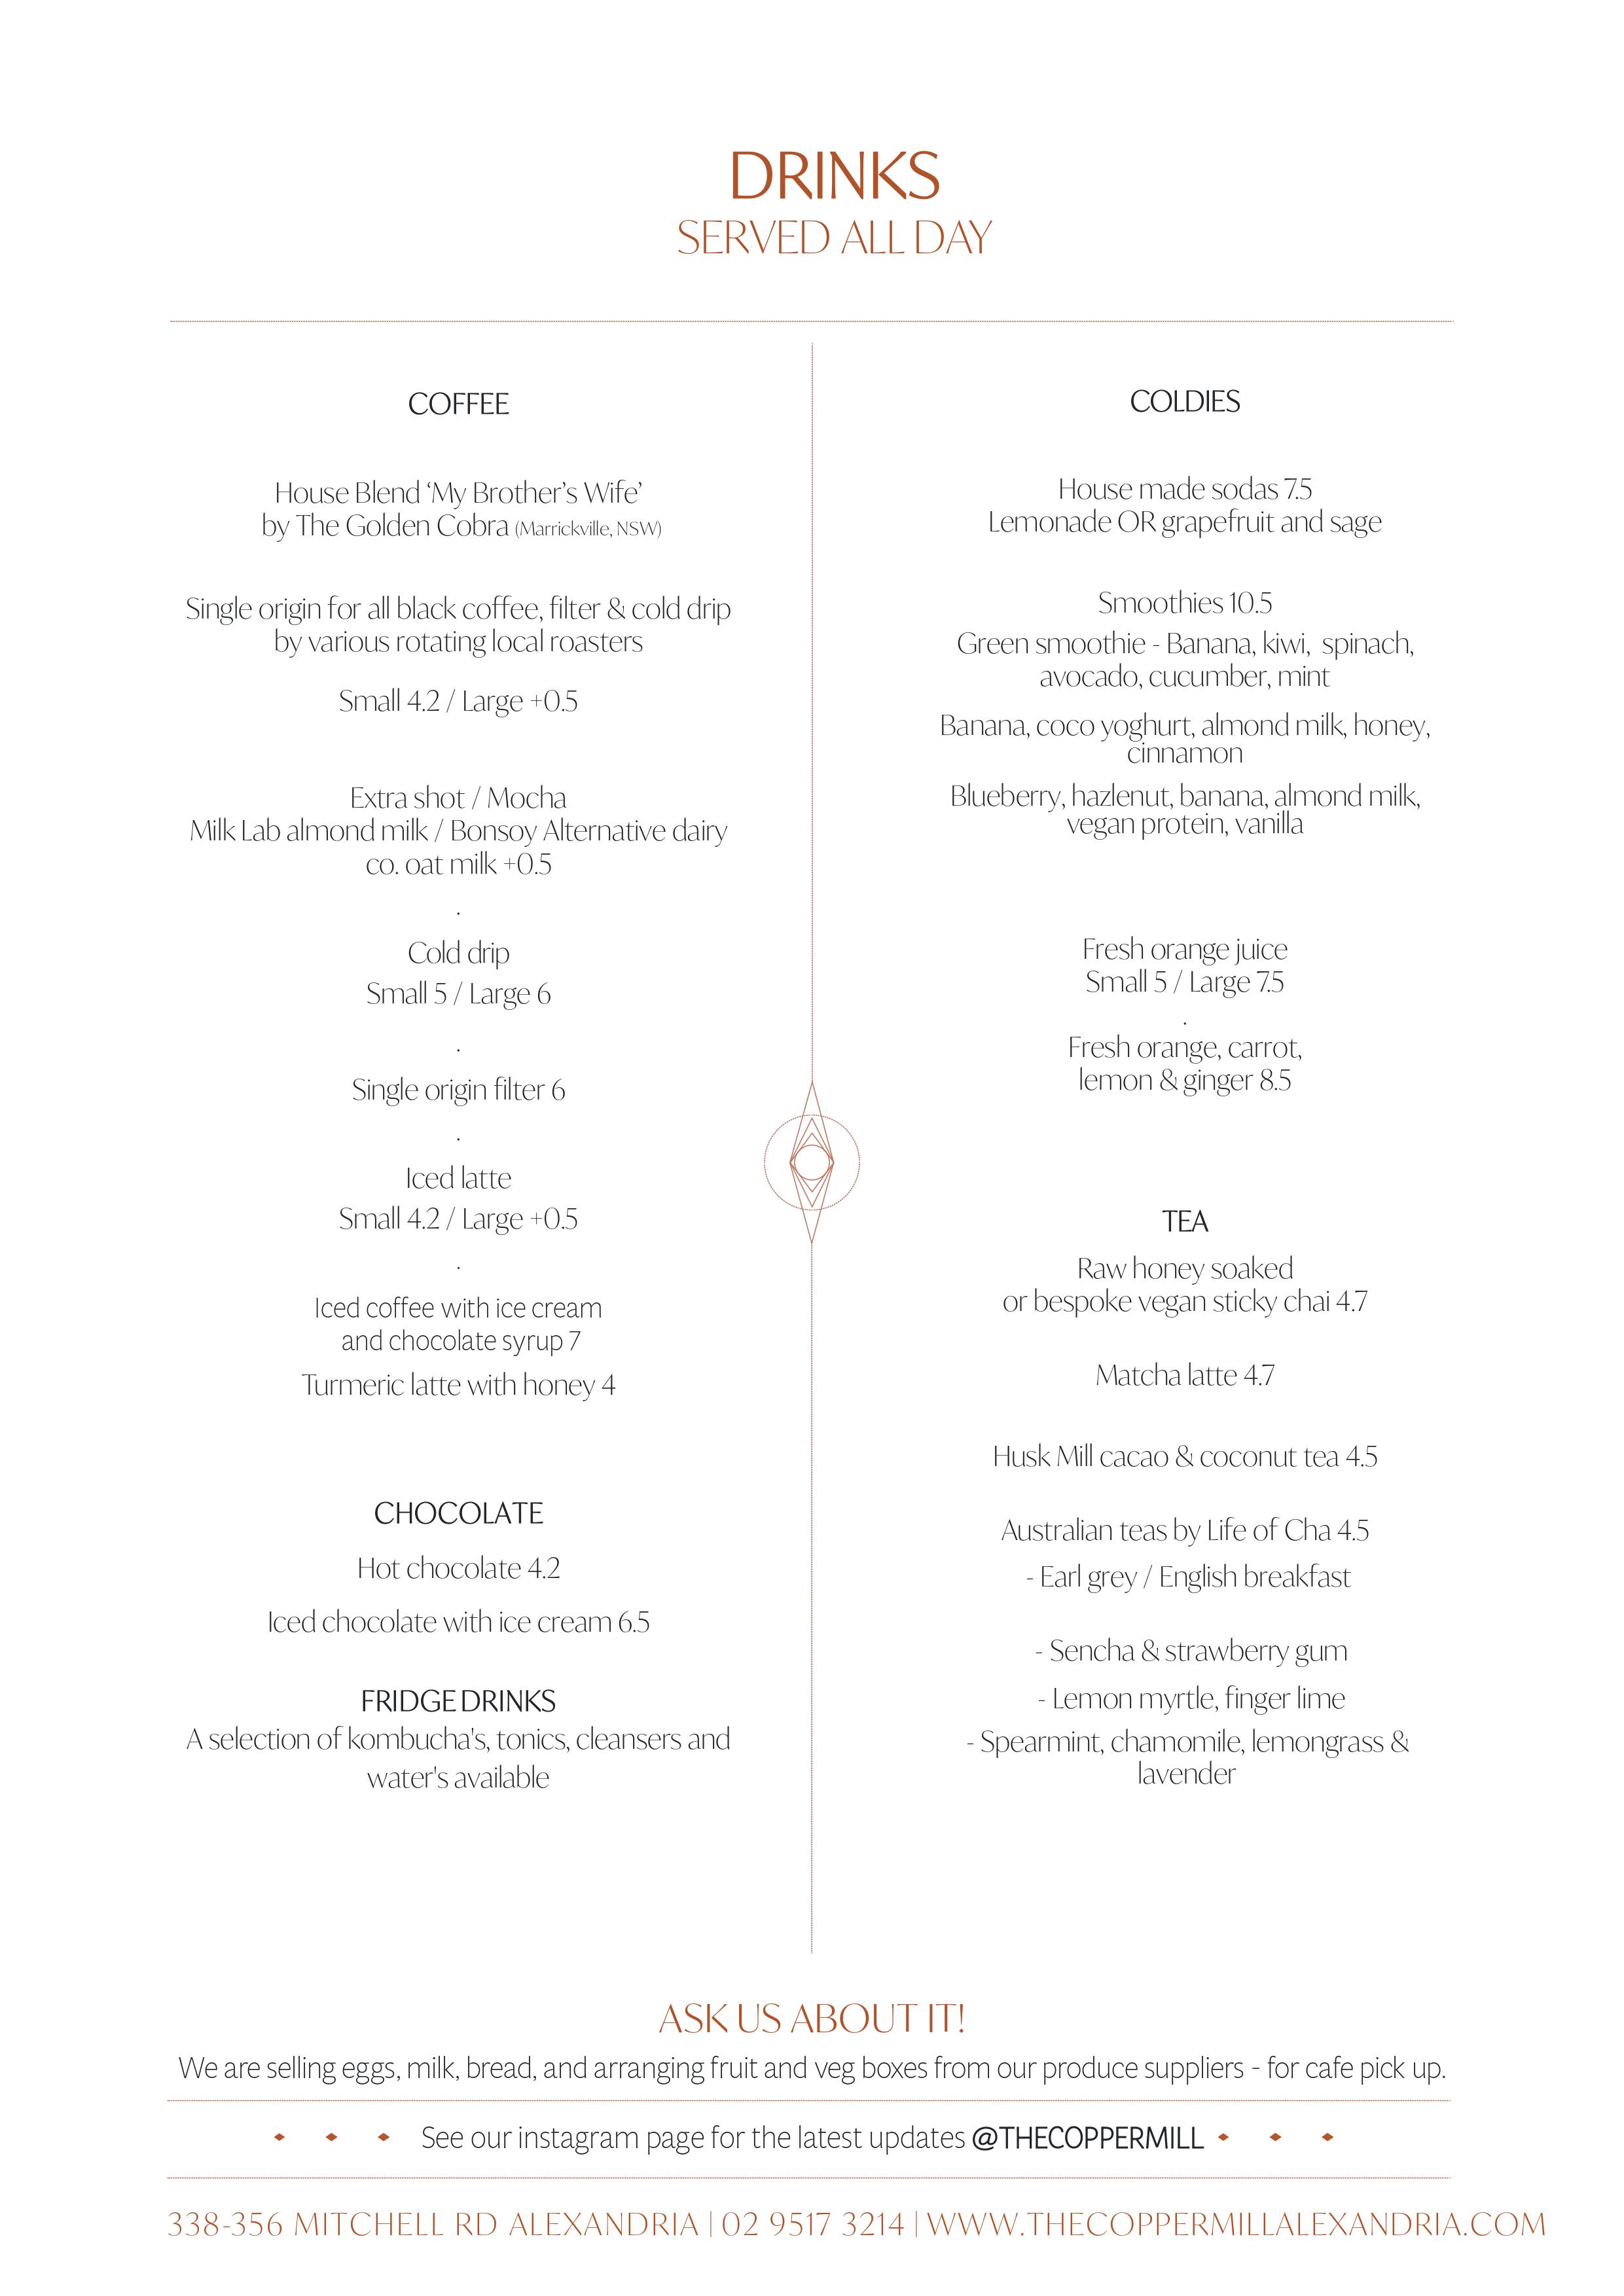 DRINKS
SERVED ALL DAY
COFFEE
House Blend ‘My Brother’s Wife’
by The Golden Cobra (Marrickville, NSW)
Single origin for all black coffee, filter & cold drip
by various rotating local roasters
Small 4.2 / Large +0.5
Extra shot / Mocha
Milk Lab almond milk / Bonsoy Alternative dairy
co. oat milk +0.5
.
Cold drip
Small 5 / Large 6
.
Single origin filter 6
.
Iced latte
Small 4.2 / Large +0.5
.
Iced coffee with ice cream
and chocolate syrup 7
Turmeric latte with honey 4
CHOCOLATE
Hot chocolate 4.2
Iced chocolate with ice cream 6.5
FRIDGE DRINKS
A selection of kombucha's, tonics, cleansers and
water's available
COLDIES
House made sodas 7.5
Lemonade OR grapefruit and sage
Smoothies 10.5
Green smoothie - Banana, kiwi, spinach,
avocado, cucumber, mint
Banana, coco yoghurt, almond milk, honey,
cinnamon
Blueberry, hazlenut, banana, almond milk,
vegan protein, vanilla
Fresh orange juice
Small 5 / Large 7.5
.
Fresh orange, carrot,
lemon & ginger 8.5
TEA
Raw honey soaked
or bespoke vegan sticky chai 4.7
Matcha latte 4.7
Husk Mill cacao & coconut tea 4.5
Australian teas by Life of Cha 4.5
- Earl grey / English breakfast
- Sencha & strawberry gum
- Lemon myrtle, finger lime
- Spearmint, chamomile, lemongrass &
lavender
ASK US ABOUT IT!
We are selling eggs, milk, bread, and arranging fruit and veg boxes from our produce suppliers - for cafe pick up.
See our instagram page for the latest updates @THECOPPERMILL
338-356 MITCHELL RD ALEXANDRIA | 02 9517 3214 | WWW.THECOPPERMILLALEXANDRIA.COM